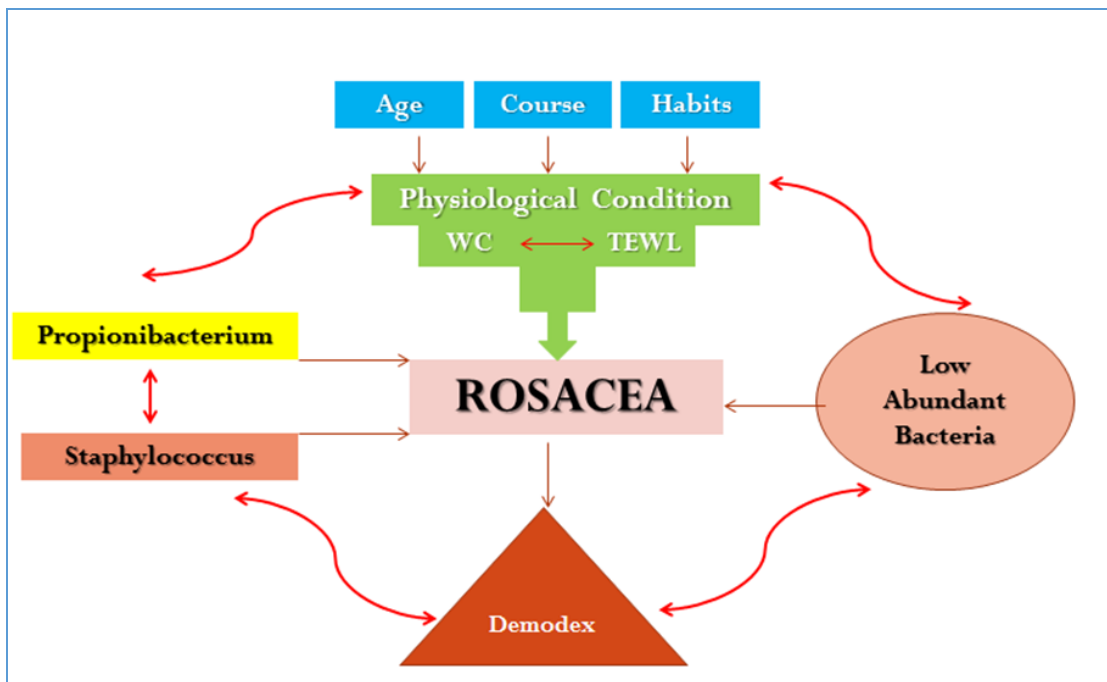 Age
Course
Habits
Physiological Condition
WC
TEWL
Propionibacterium
ROSACEA
Low
Abundant
Bacteria
Staphylococcus
Demodex